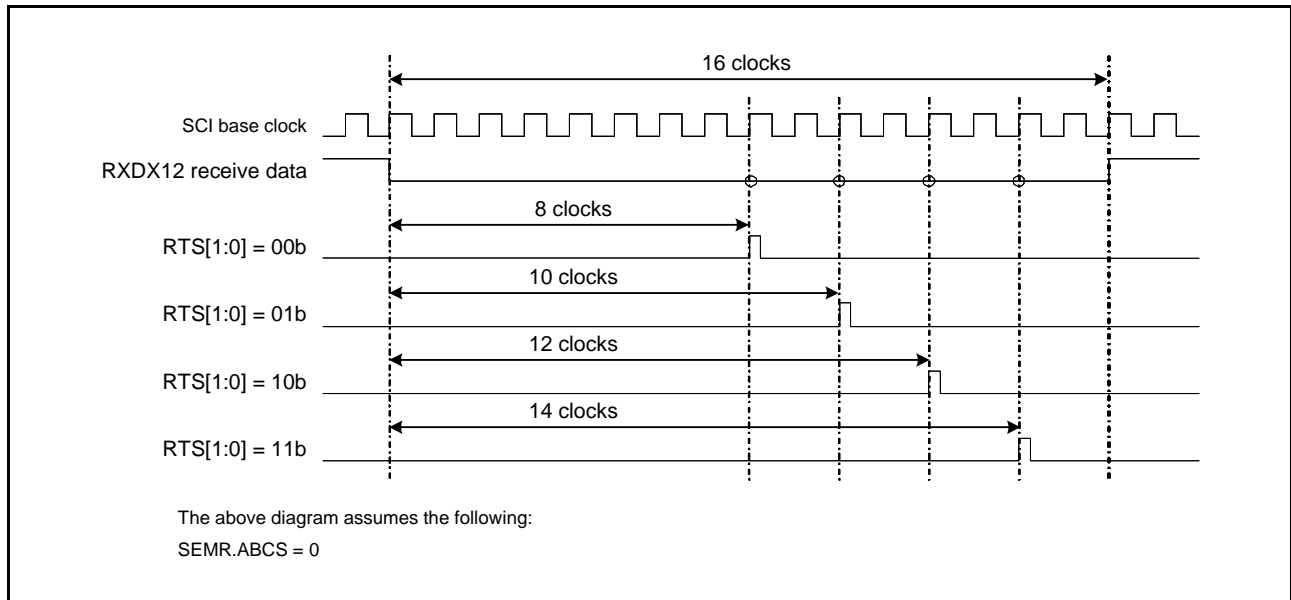 16 clocks
SCI base clock
RXDX12 receive data
8 clocks
RTS[1:0] = 00b
10 clocks
RTS[1:0] = 01b
12 clocks
RTS[1:0] = 10b
14 clocks
RTS[1:0] = 11b
The above diagram assumes the following:
SEMR.ABCS = 0